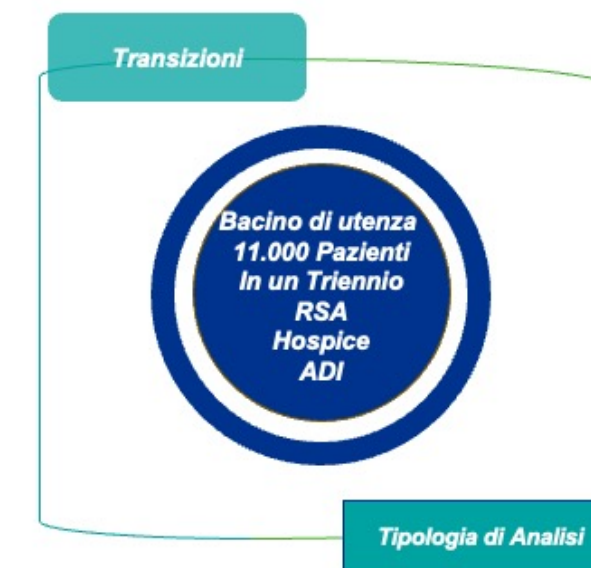 Transizioni
Bacino di utenza
11.000 Pazienti
In un Triennio
RSA
Hospice
ADI
Tipologia di Analisi